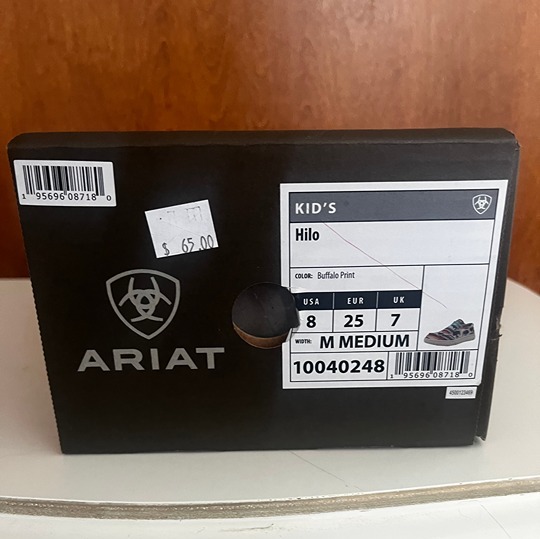 1 95696 08718 0
$ 65.00
ARIAT
KID'S
Hilo
COLOR: Buffalo Print
USA EUR UK
8 25 7
WIDTH: M MEDIUM
10040248
1 95696 08718 0
4500123469